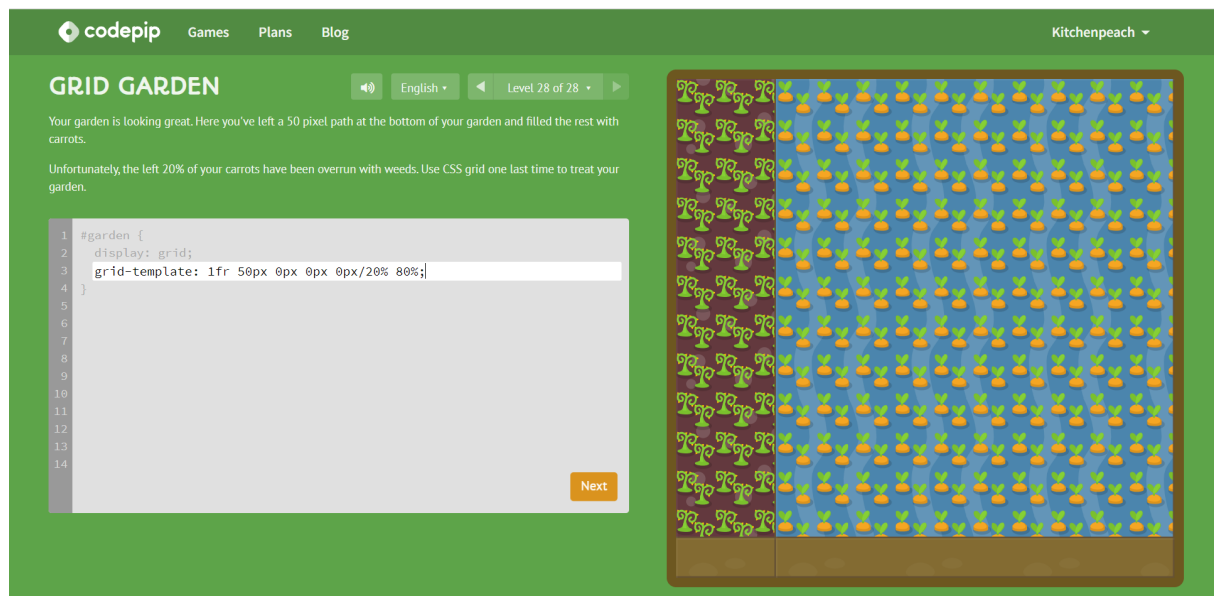 codepip Games Plans Blog Kitchenpeach
GRID GARDEN English Level 28 of 28
Your garden is looking great. Here you've left a 50 pixel path at the bottom of your garden and filled the rest with
carrots.
Unfortunately, the left 20% of your carrots have been overrun with weeds. Use CSS grid one last time to treat your
garden.
1 #garden {
2 display: grid;
3 grid-template: 1fr 50px 0px 0px 0px/20% 80%;
4 }
5
6
7
8
9
10
11
12
13
14
Next